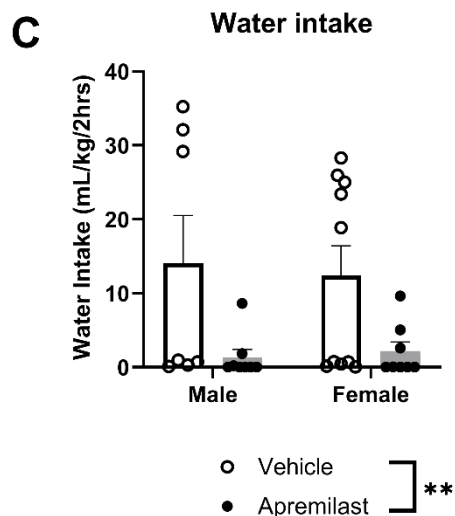 C
Water intake
Water Intake (mL/kg/2hrs)
40
30
20
10
0
Male Female
Vehicle
Apremilast
**